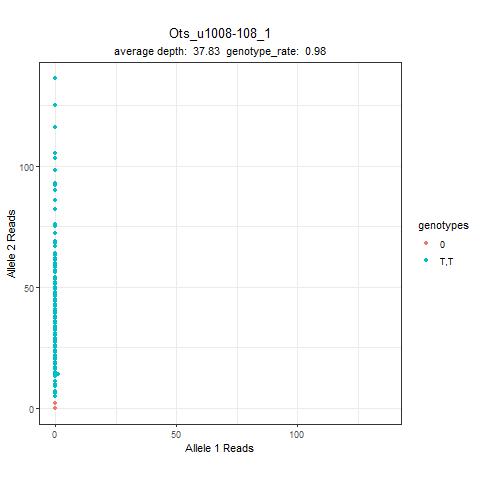 Ots_u1008-108_1
average depth: 37.83 genotype_rate: 0.98
Allele 2 Reads
100
50
0
0
50
100
Allele 1 Reads
genotypes
0
T,T